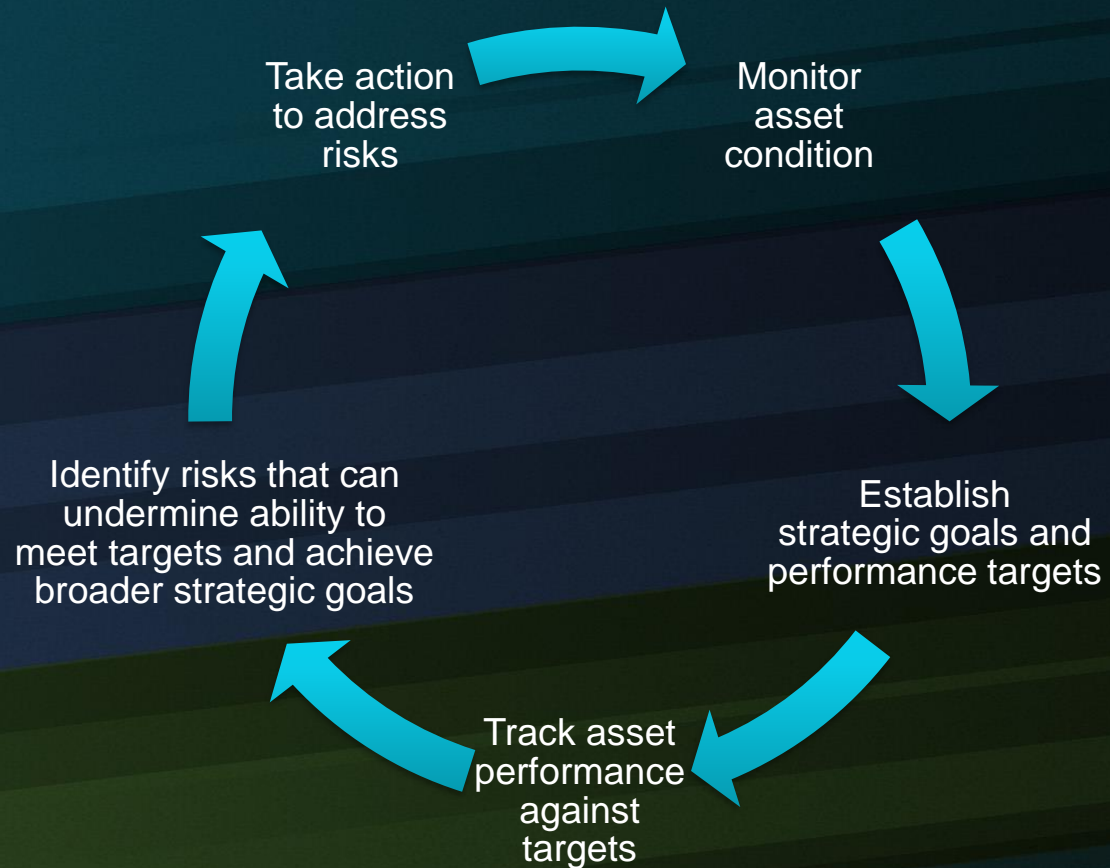 Take action
to address
risks
Monitor
asset
condition
Establish
strategic goals and
performance targets
Track asset
performance
against
targets
Identify risks that can
undermine ability to
meet targets and achieve
broader strategic goals